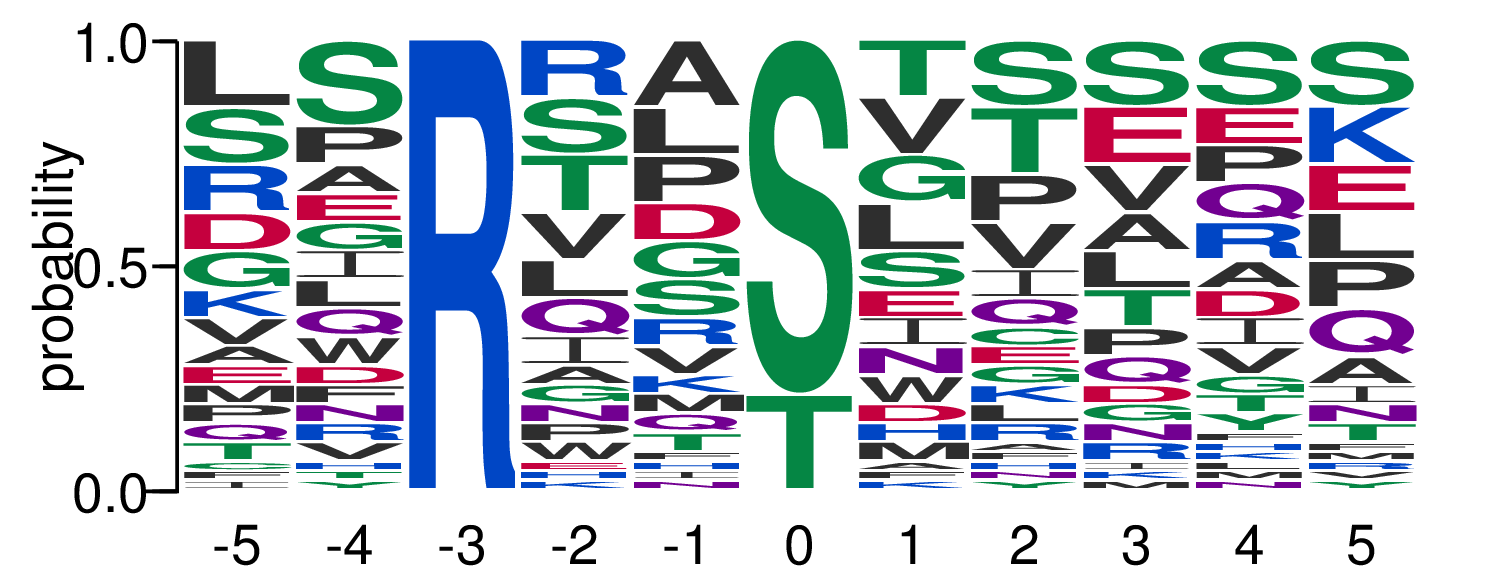 1.0
0.5
0.0
probability
L S R D G K V A E M P Q T C F I
S P A E G I L Q W D F N R V H Y
R
R S T V L Q I A G N P W E H K
A L P D G S R V K M Q T F H I N
S T
T V G L S E I N W D H M A F K
S T P V I Q C E G K L R A F H N Y
S E V A L T P Q D G N R I K M
S E P Q R A D I V G T Y F H K L M N
S K E L P Q A I N T F M R V Y
-5 -4 -3 -2 -1 0 1 2 3 4 5